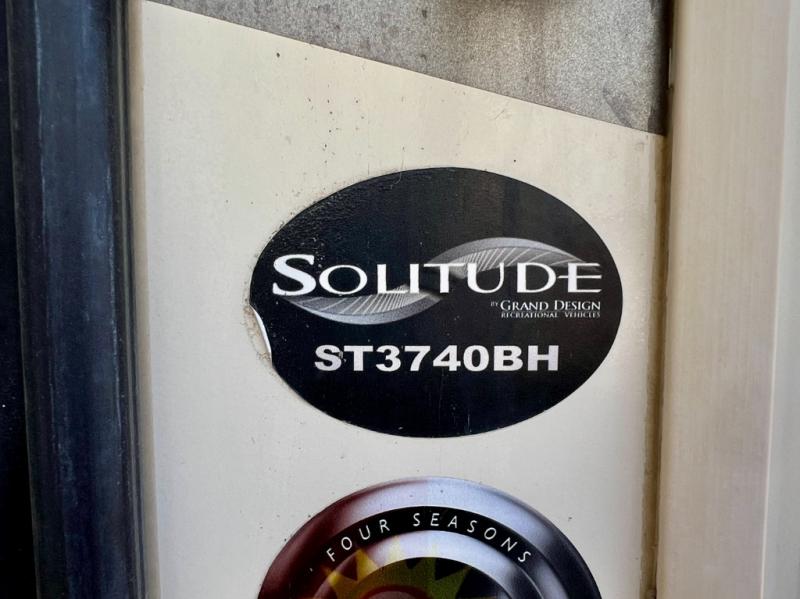 SOLITUDE
BY GRAND DESIGN
RECREATIONAL VEHICLES
ST3740BH
FOUR SEASONS